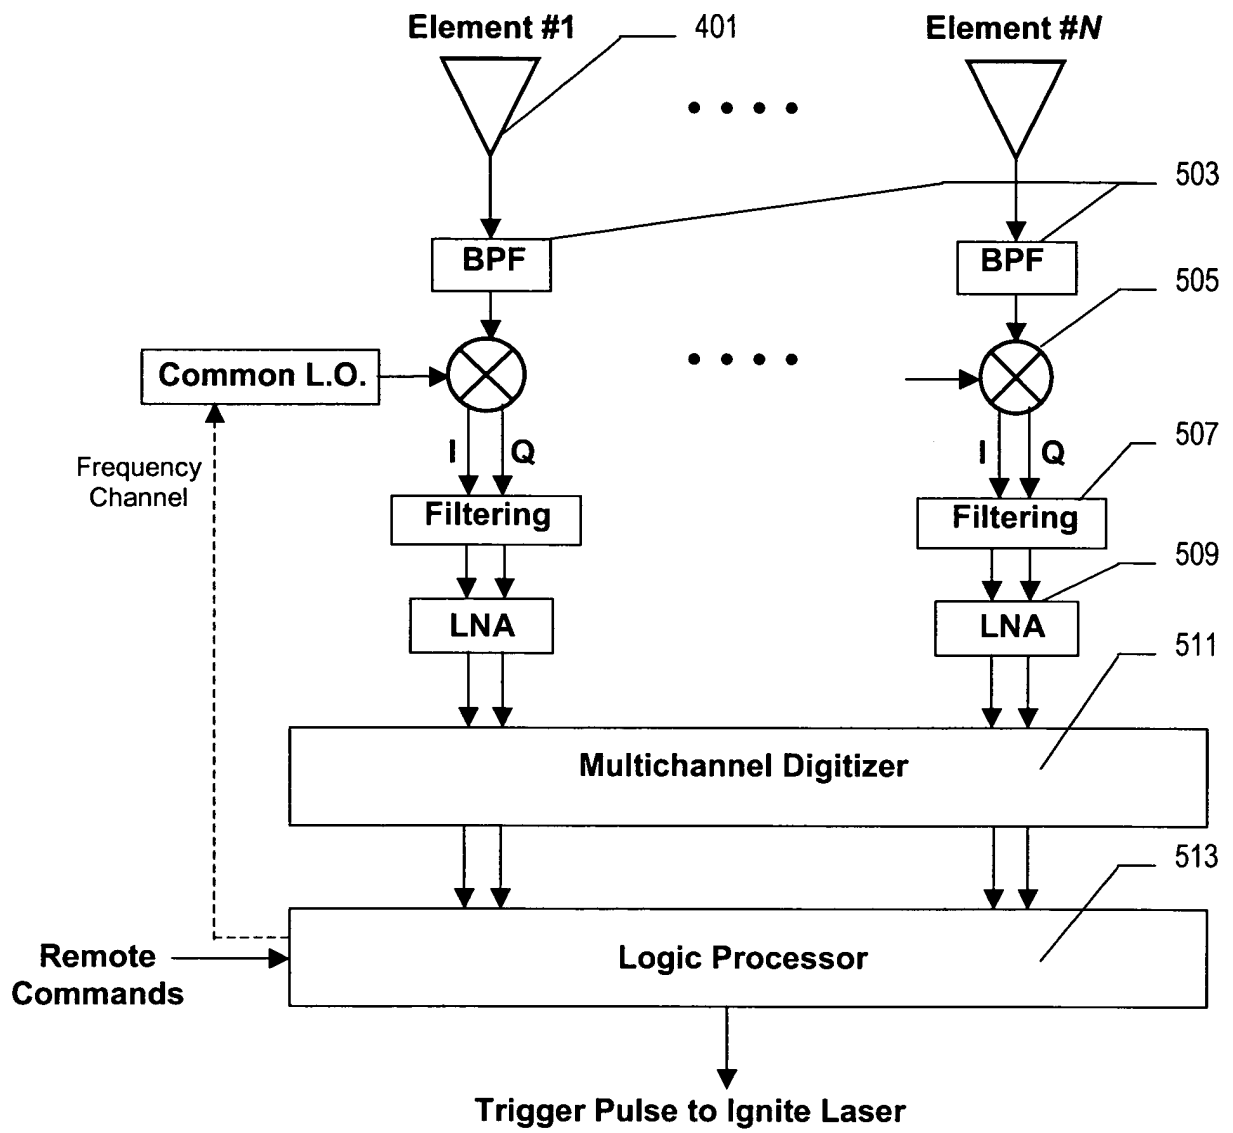 Element #1
401
Element #N
503
BPF
BPF
505
Common L.O.
507
I
Q
I
Q
Frequency
Channel
Filtering
Filtering
509
LNA
LNA
511
Multichannel Digitizer
513
Remote
Commands
Logic Processor
Trigger Pulse to Ignite Laser